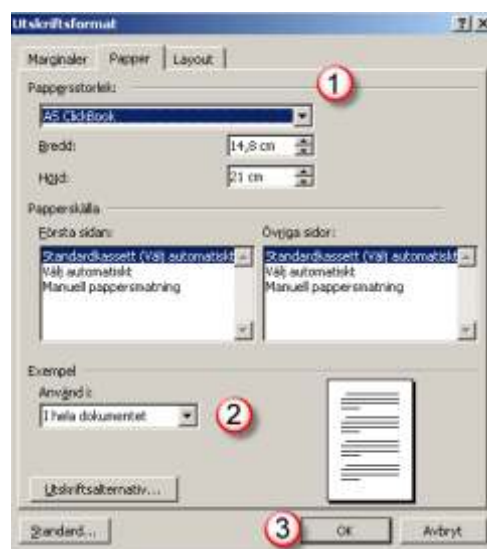 Utskriftsformat
Marginaler Papper Layout
Pappersstorlek:
1
A5 ClickBook
Bredd: 14,8 cm
Höjd: 21 cm
Papperskälla
Första sidan: Övriga sidor:
Standardkassett (Välj automatiskt Standardkassett (Välj automatiskt
Välj automatiskt Välj automatiskt
Manuell pappersmatning Manuell pappersmatning
Exempel
Använd i:
I hela dokumentet 2
Utskriftsalternativ...
Standard... 3 OK Avbryt